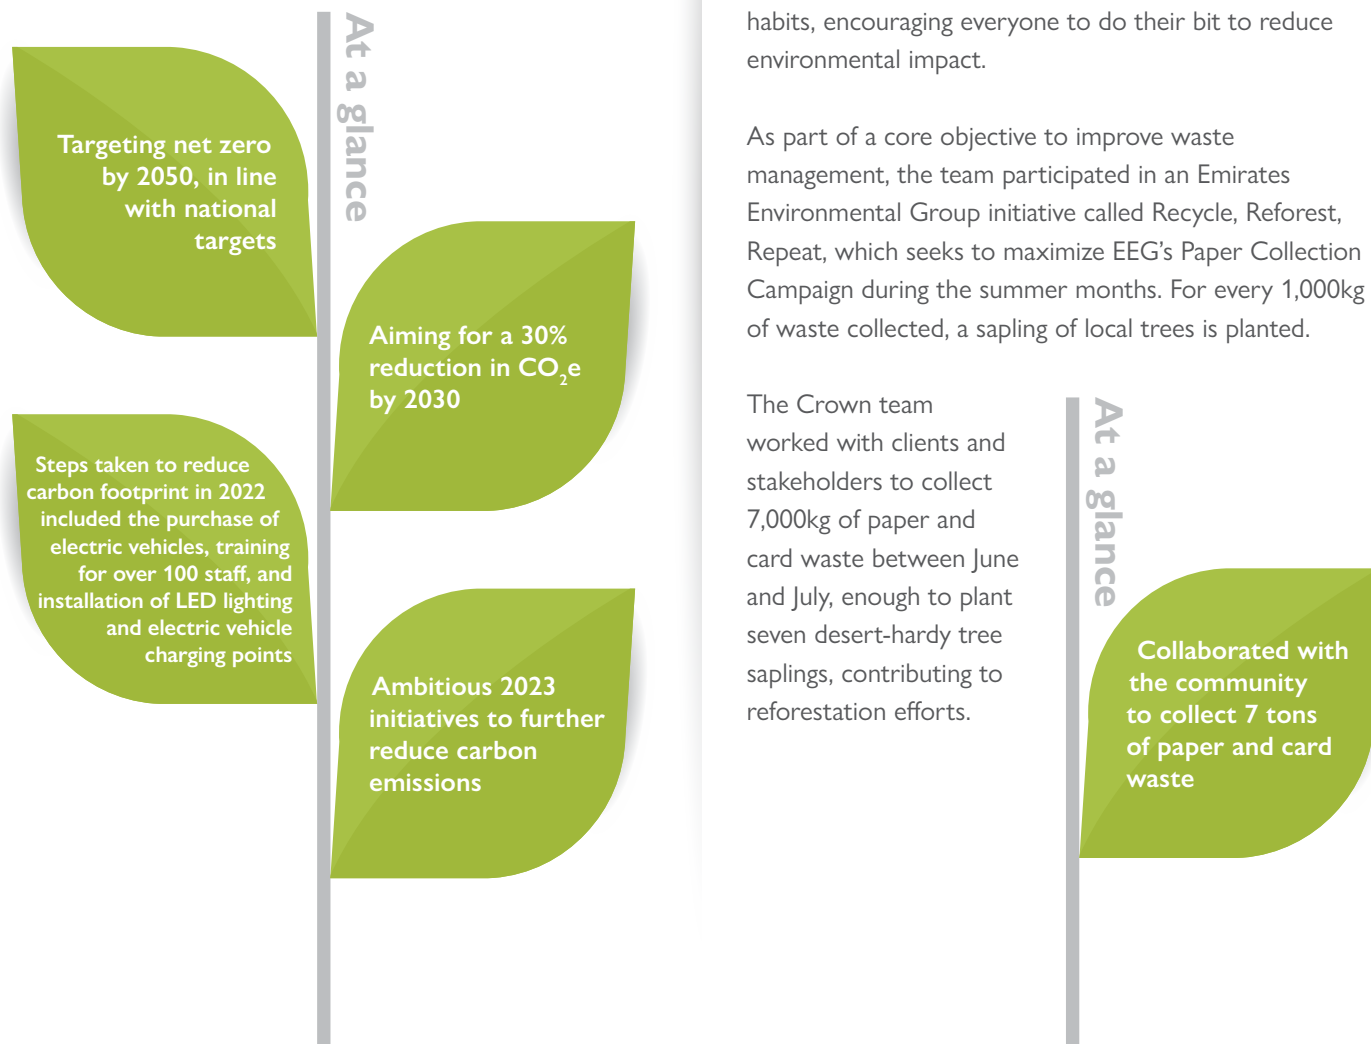 At a glance
Targeting net zero
by 2050, in line
with national
targets
Aiming for a 30%
reduction in CO₂e
by 2030
Steps taken to reduce
carbon footprint in 2022
included the purchase of
electric vehicles, training
for over 100 staff, and
installation of LED lighting
and electric vehicle
charging points
Ambitious 2023
initiatives to further
reduce carbon
emissions
habits, encouraging everyone to do their bit to reduce
environmental impact.
As part of a core objective to improve waste
management, the team participated in an Emirates
Environmental Group initiative called Recycle, Reforest,
Repeat, which seeks to maximize EEG’s Paper Collection
Campaign during the summer months. For every 1,000kg
of waste collected, a sapling of local trees is planted.
The Crown team
worked with clients and
stakeholders to collect
7,000kg of paper and
card waste between June
and July, enough to plant
seven desert-hardy tree
saplings, contributing to
reforestation efforts.
At a glance
Collaborated with
the community
to collect 7 tons
of paper and card
waste